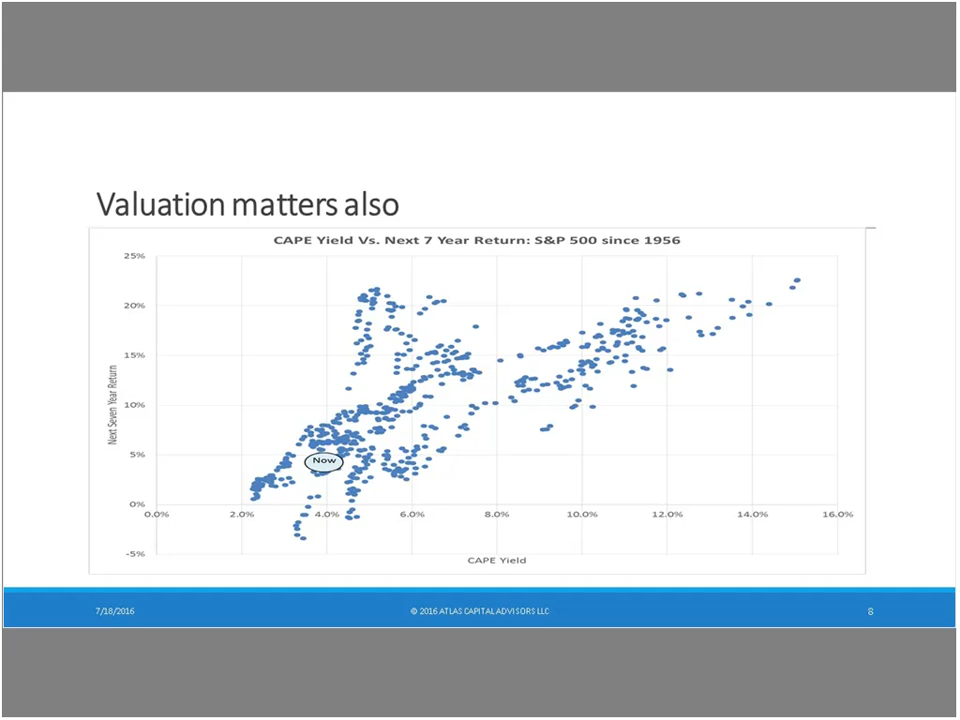 Valuation matters also
CAPE Yield Vs. Next 7 Year Return: S&P 500 since 1956
25%
20%
15%
10%
5%
0%
-5%
Next Seven Year Return
Now
0.0% 2.0% 4.0% 6.0% 8.0% 10.0% 12.0% 14.0% 16.0%
CAPE Yield
7/18/2016 © 2016 ATLAS CAPITAL ADVISORS LLC 8